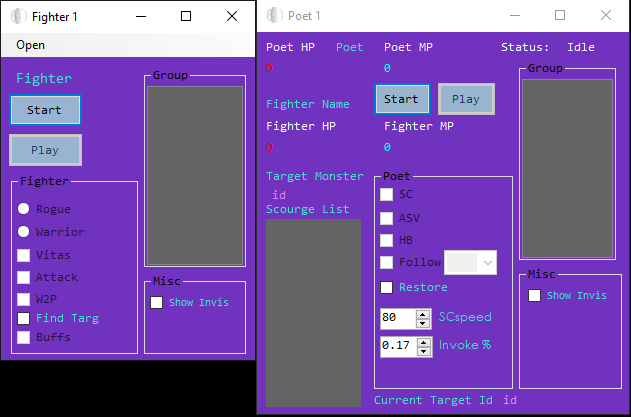 Fighter 1
Open
Fighter
Start
Play
Group
Fighter
Rogue
Warrior
Vitas
Attack
W2P
Find Targ
Buffs
Misc
Show Invis
Poet 1
Poet HP Poet Poet MP Status: Idle
0 0
Start Play
Fighter Name
Fighter HP Fighter MP
0 0
Group
Target Monster
id
Scourge List
Poet
SC
ASV
HB
Follow
Restore
80 SCspeed
0.17 Invoke %
Misc
Show Invis
Current Target Id id